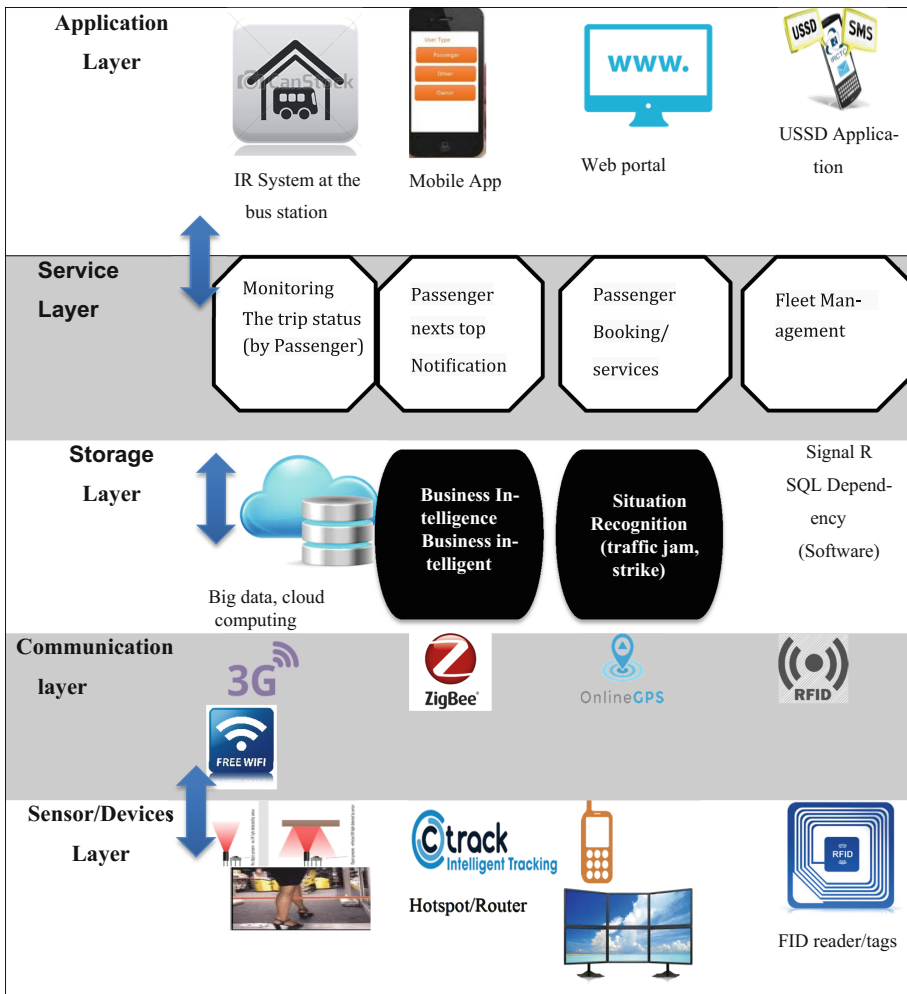 Application
Layer
CanStock
IR System at the
bus station
User Type
Passenger
Driver
Owner
Mobile App
www.
Web portal
USSD
SMS
USSD Applica-
tion
Service
Layer
Monitoring
The trip status
(by Passenger)
Passenger
nexts top
Notification
Passenger
Booking/
services
Fleet Man-
agement
Storage
Layer
Big data, cloud
computing
Business In-
telligence
Business in-
telligent
Situation
Recognition
(traffic jam,
strike)
Signal R
SQL Depend-
ency
(Software)
Communication
layer
3G
FREE WIFI
ZigBee®
OnlineGPS
RFID
Sensor/Devices
Layer
Ctrack
Intelligent Tracking
Hotspot/Router
RFID
FID reader/tags